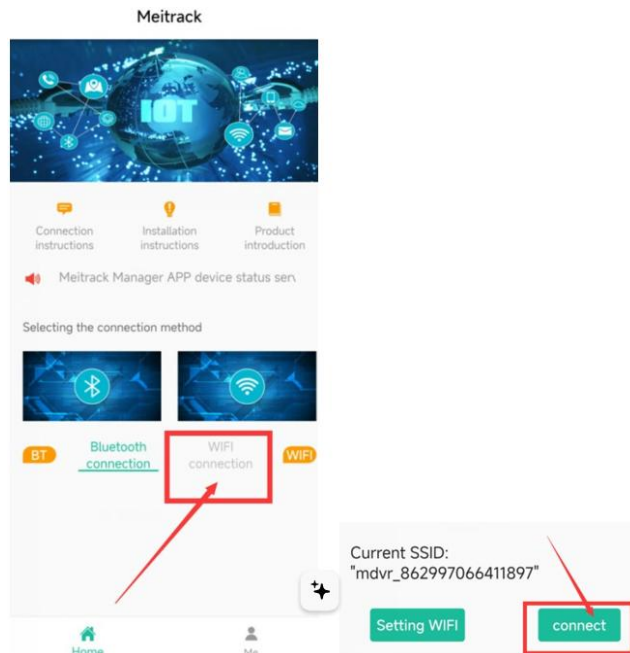 Meitrack
IOT
Connection
instructions
Installation
instructions
Product
introduction
Meitrack Manager APP device status serv
Selecting the connection method
BT
Bluetooth
connection
WIFI
connection
WIFI
Home
Me
Current SSID:
"mdvr_862997066411897"
Setting WIFI
connect